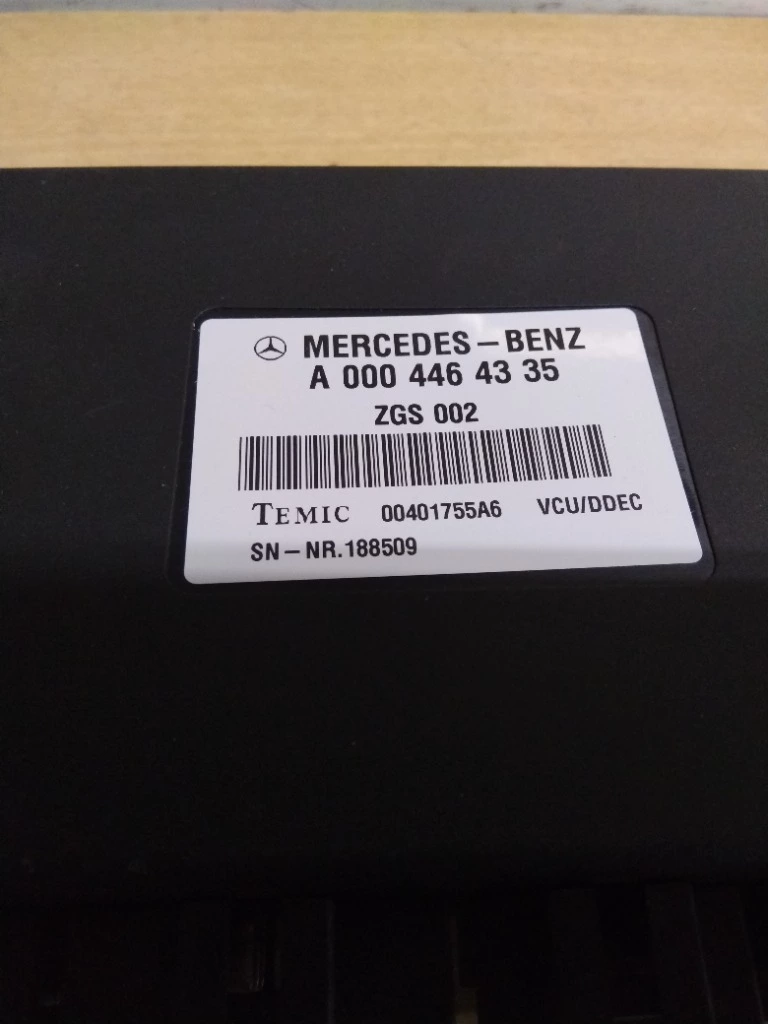 MERCEDES-BENZ
A 000 446 43 35
ZGS 002
TEMIC 00401755A6 VCU/DDEC
SN-NR.188509